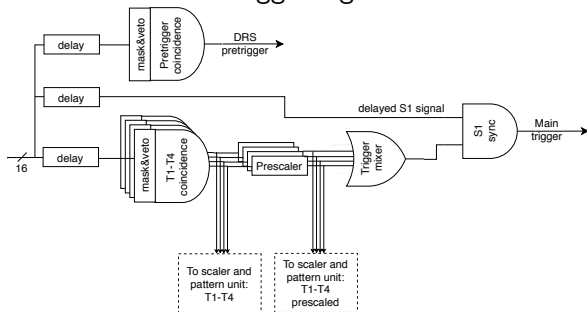 delay
mask&veto
Pretrigger
coincidence
DRS
pretrigger
delay
delayed S1 signal
S1
sync
Main
trigger
16
delay
mask&veto
T1-T4
coincidence
Prescaler
Trigger
mixer
To scaler and
pattern unit:
T1-T4
To scaler and
pattern unit:
T1-T4
prescaled